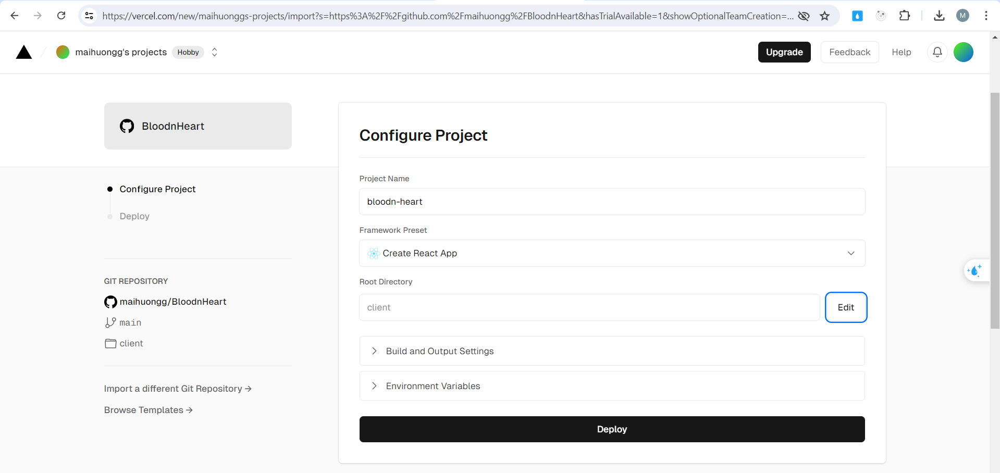 https://vercel.com/new/maihuonggs-projects/import?s=https%3A%2F%2Fgithub.com%2Fmaihuongg%2FBloodnHeart&hasTrialAvailable=1&showOptionalTeamCreation=...
M
maihuongg's projects
Hobby
Upgrade
Feedback
Help
BloodnHeart
Configure Project
Deploy
GIT REPOSITORY
maihuongg/BloodnHeart
main
client
Import a different Git Repository →
Browse Templates →
Configure Project
Project Name
bloodn-heart
Framework Preset
Create React App
Root Directory
client
Edit
Build and Output Settings
Environment Variables
Deploy